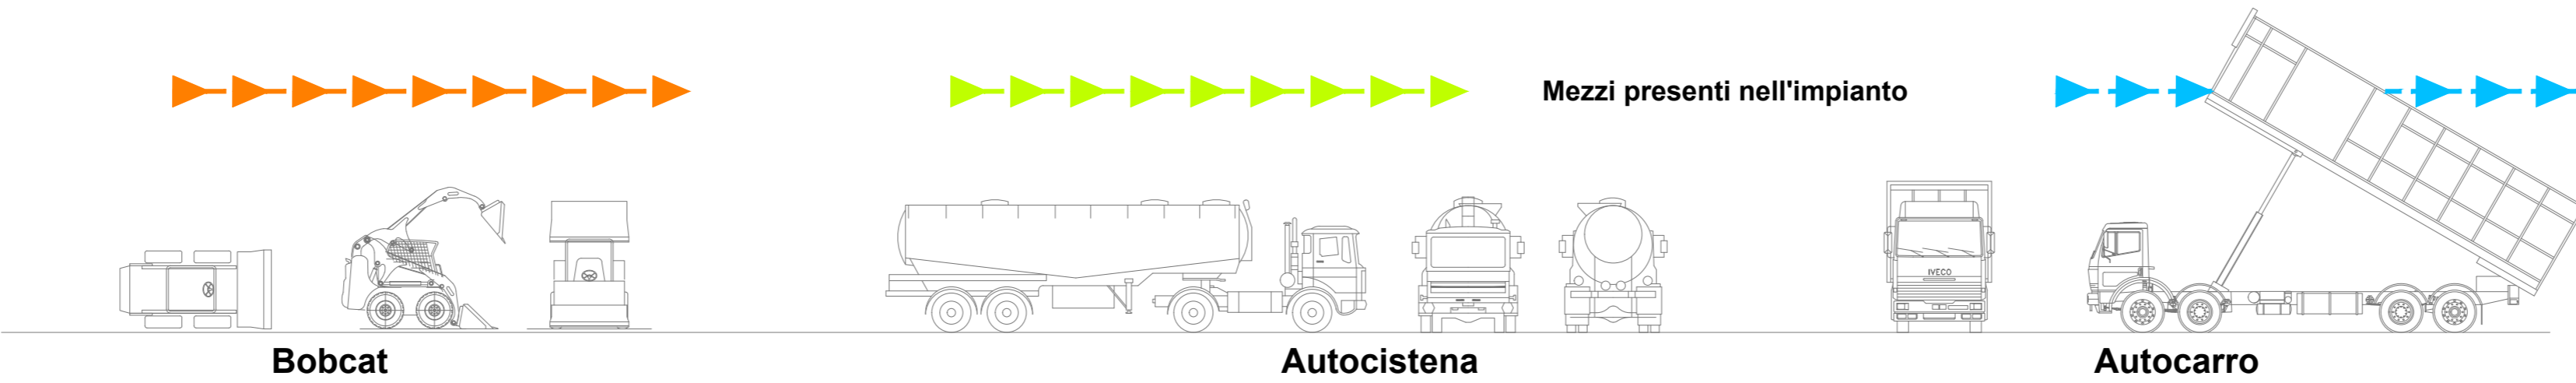 Mezzi presenti nell'impianto
IVECO
Bobcat
Autocistena
Autocarro